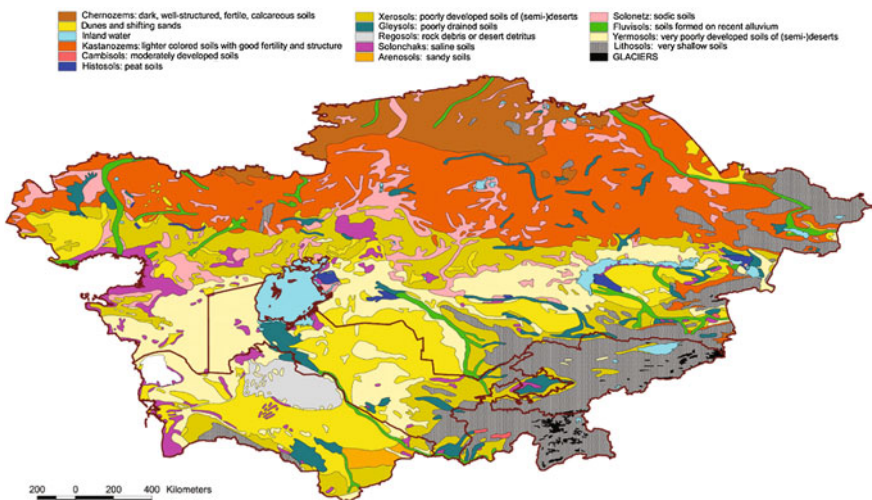 Chernozems: dark, well-structured, fertile, calcareous soils
Dunes and shifting sands
Inland water
Kastanozems: lighter colored soils with good fertility and structure
Cambisols: moderately developed soils
Histosols: peat soils
Xerosols: poorly developed soils of (semi-)deserts
Gleysols: poorly drained soils
Regosols: rock debris or desert detritus
Solonchaks: saline soils
Arenosols: sandy soils
Solonetz: sodic soils
Fluvisols: soils formed on recent alluvium
Yermosols: very poorly developed soils of (semi-)deserts
Lithosols: very shallow soils
GLACIERS
200 0 200 400 Kilometers